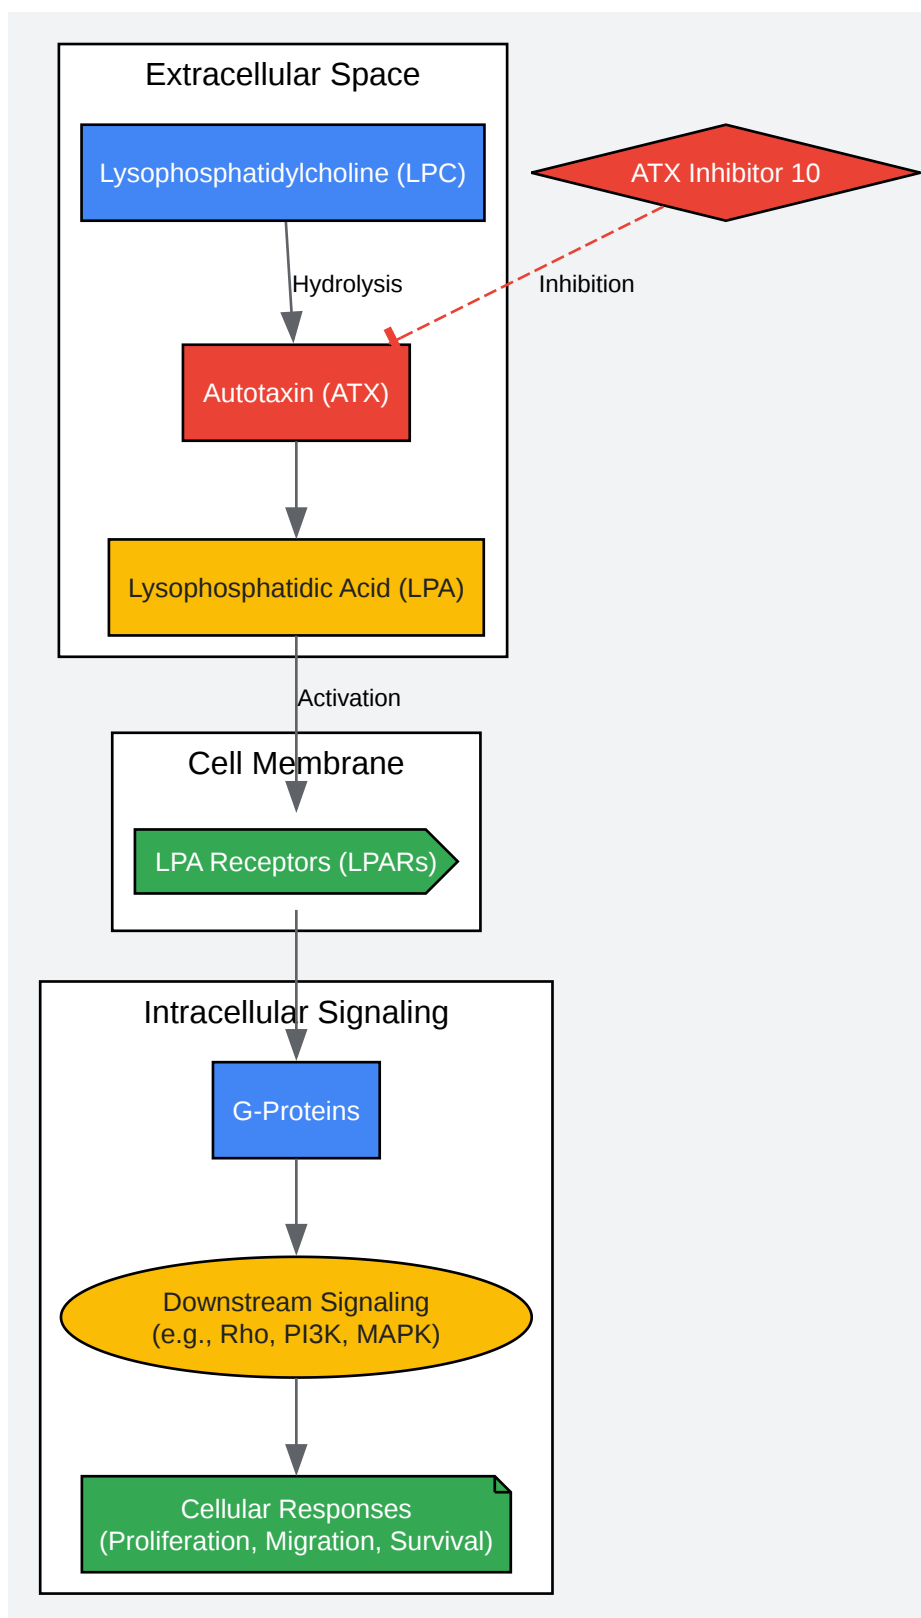 Extracellular Space
Lysophosphatidylcholine (LPC)
ATX Inhibitor 10
Hydrolysis
Inhibition
Autotaxin (ATX)
Lysophosphatidic Acid (LPA)
Activation
Cell Membrane
LPA Receptors (LPARs)
Intracellular Signaling
G-Proteins
Downstream Signaling
(e.g., Rho, PI3K, MAPK)
Cellular Responses
(Proliferation, Migration, Survival)